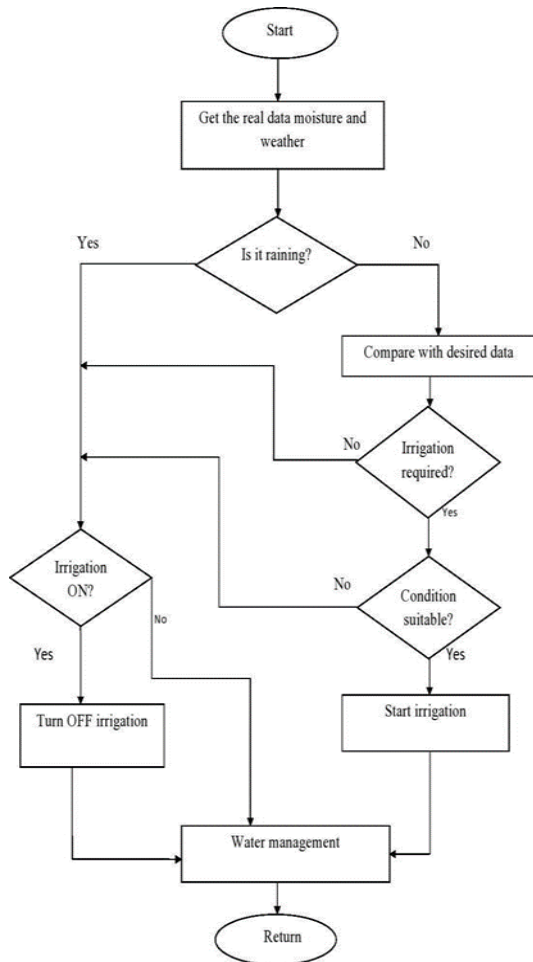 Start
Get the real data moisture and
weather
Is it raining?
Yes
No
Compare with desired data
Irrigation
required?
No
Yes
Irrigation
ON?
No
Yes
Condition
suitable?
No
Yes
Turn OFF irrigation
Start irrigation
Water management
Return